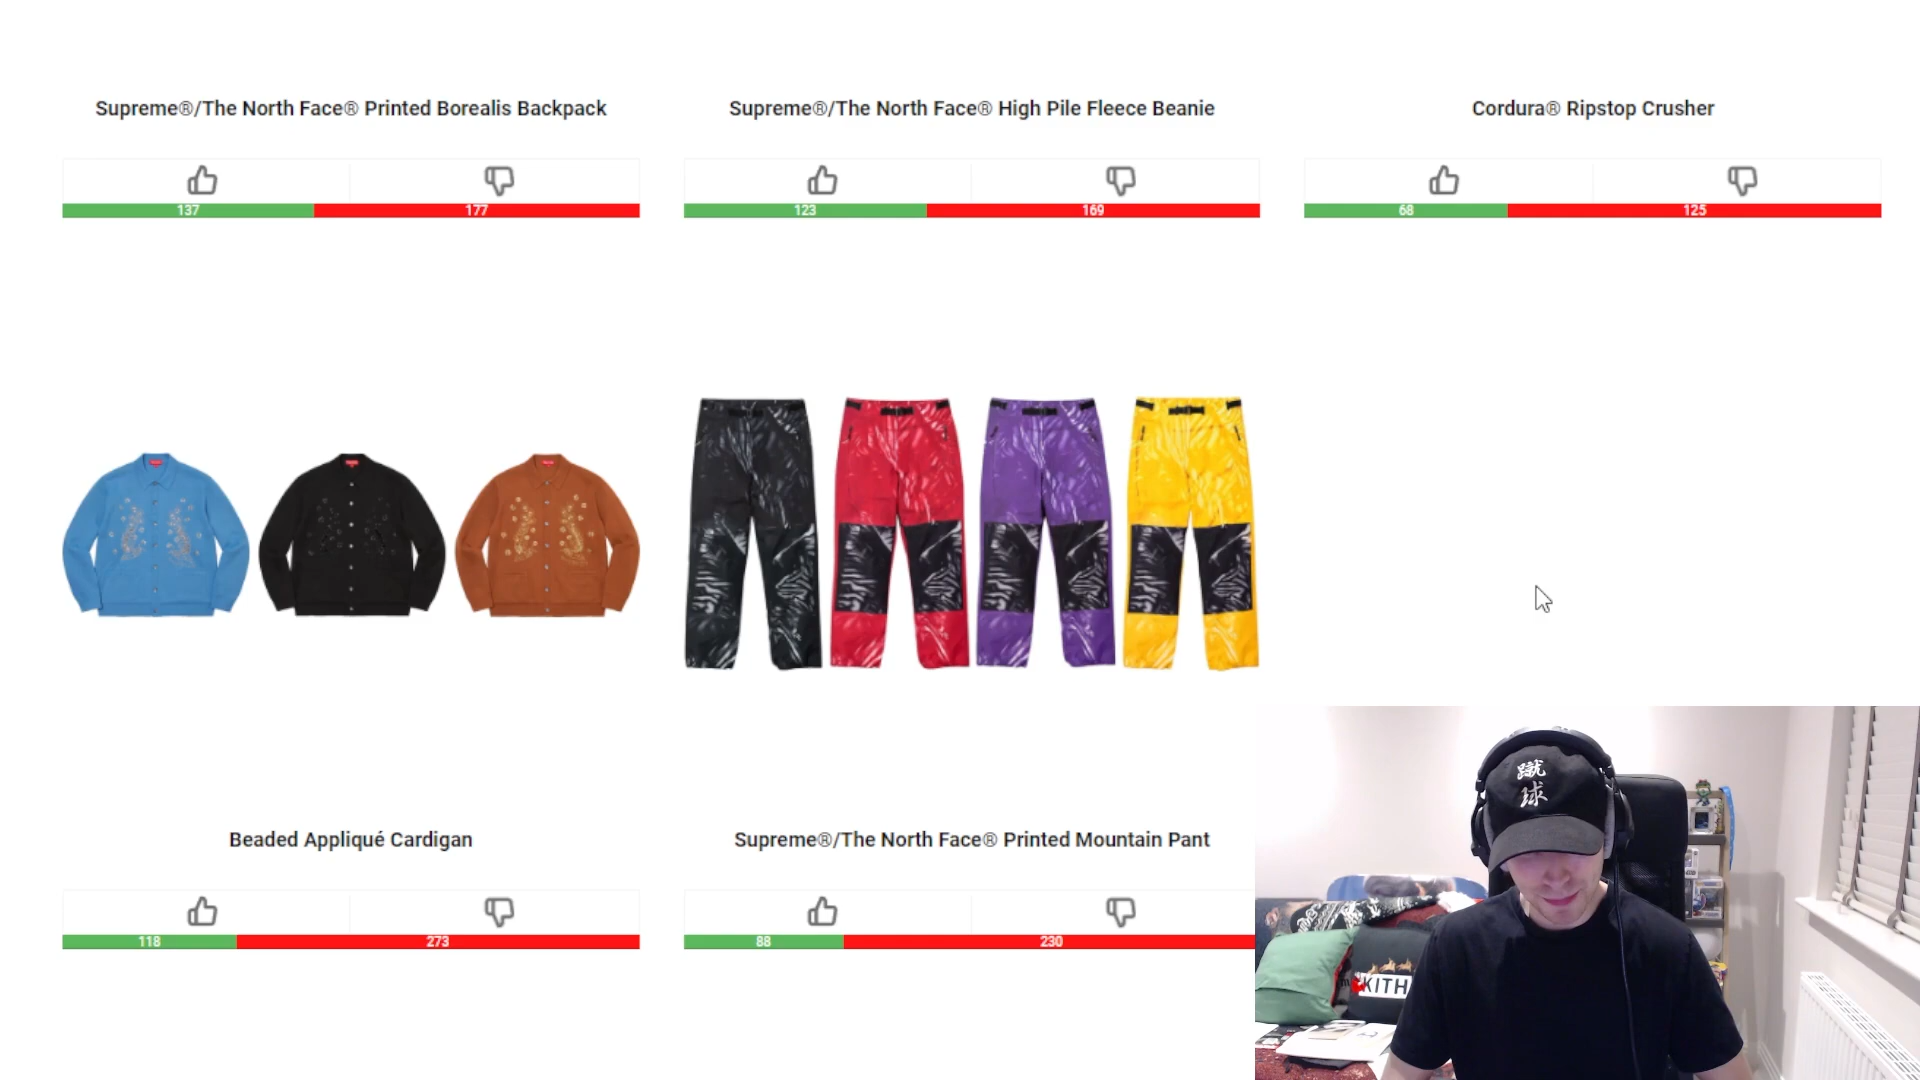 Supreme®/The North Face® Printed Borealis Backpack
Supreme®/The North Face® High Pile Fleece Beanie
Cordura® Ripstop Crusher
137
177
123
169
68
125
Beaded Appliqué Cardigan
Supreme®/The North Face® Printed Mountain Pant
118
273
88
230
蹴
球
KITH